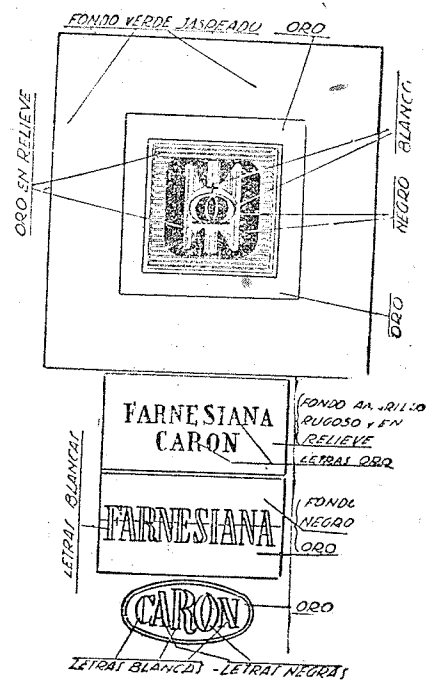 FONDO VERDE JASPEADO ORO
ORO EN RELIEVE
BLANCO
NEGRO
ORO
FARNESIANA
CARON
FONDO AMARILLO
RUGOSO Y EN
RELIEVE
LETRAS ORO
LETRAS BLANCAS
FARNESIANA
FONDO
NEGRO
ORO
CARON
ORO
LETRAS BLANCAS - LETRAS NEGRAS